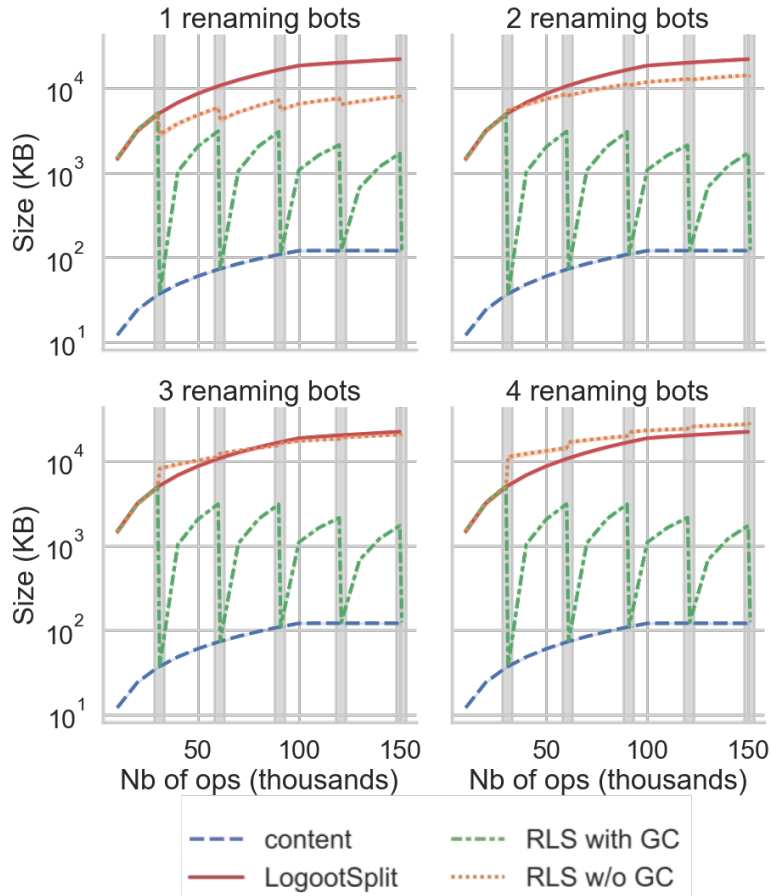 1 renaming bots
2 renaming bots
Size (KB)
10^4
10^3
10^2
10^1
3 renaming bots
4 renaming bots
Size (KB)
10^4
10^3
10^2
10^1
50 100 150
50 100 150
Nb of ops (thousands)
Nb of ops (thousands)
content
RLS with GC
LogootSplit
RLS w/o GC